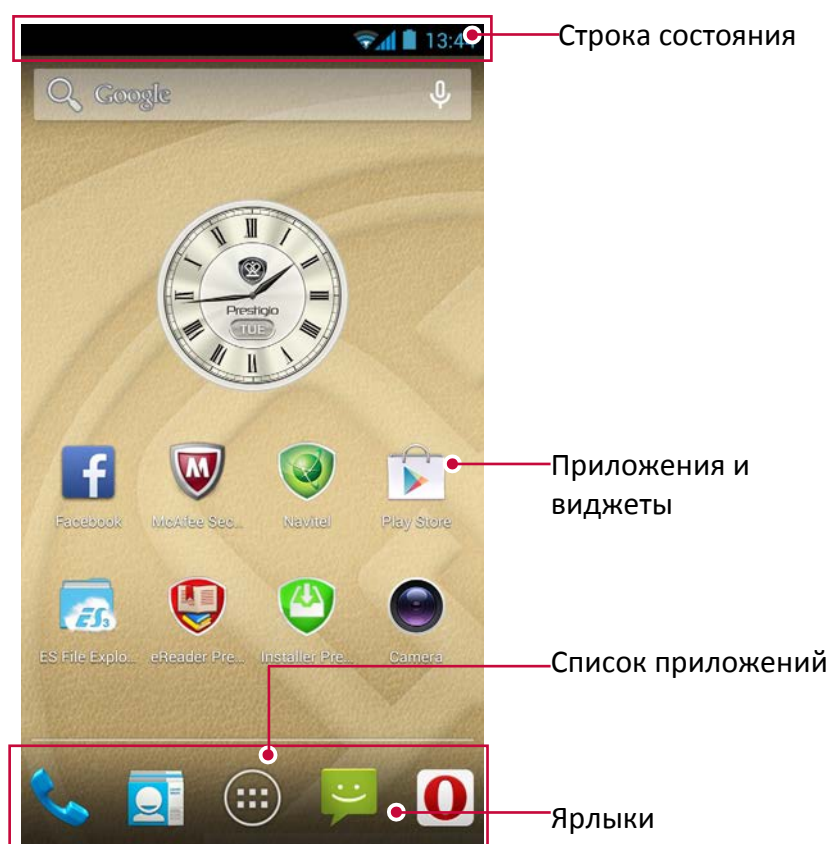 13:44
Строка состояния
Google
Prestigio
TUE
Приложения и
виджеты
Facebook
McAfee Sec...
Navitel
Play Store
ES File Explo...
eReader Pre...
Installer Pre...
Camera
Список приложений
Ярлыки